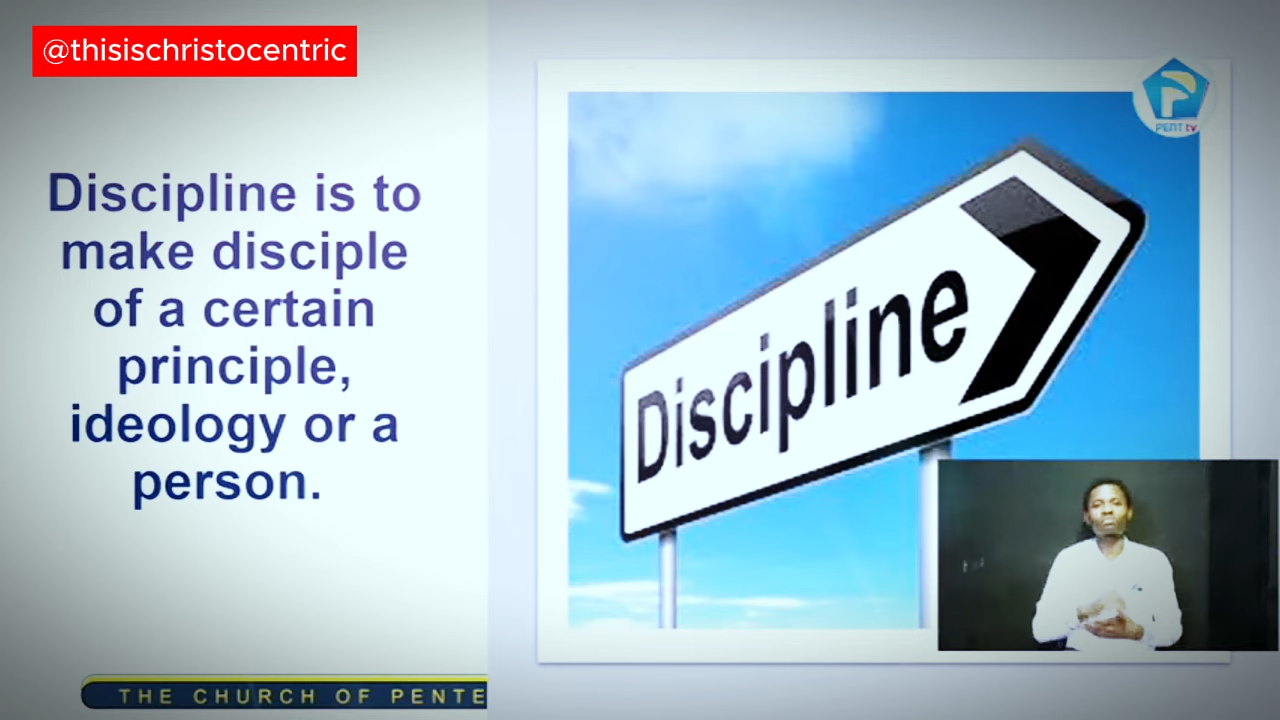 @thisischristocentric
Discipline is to
make disciple
of a certain
principle,
ideology or a
person.
Discipline
PENT tv
THE CHURCH OF PENTE